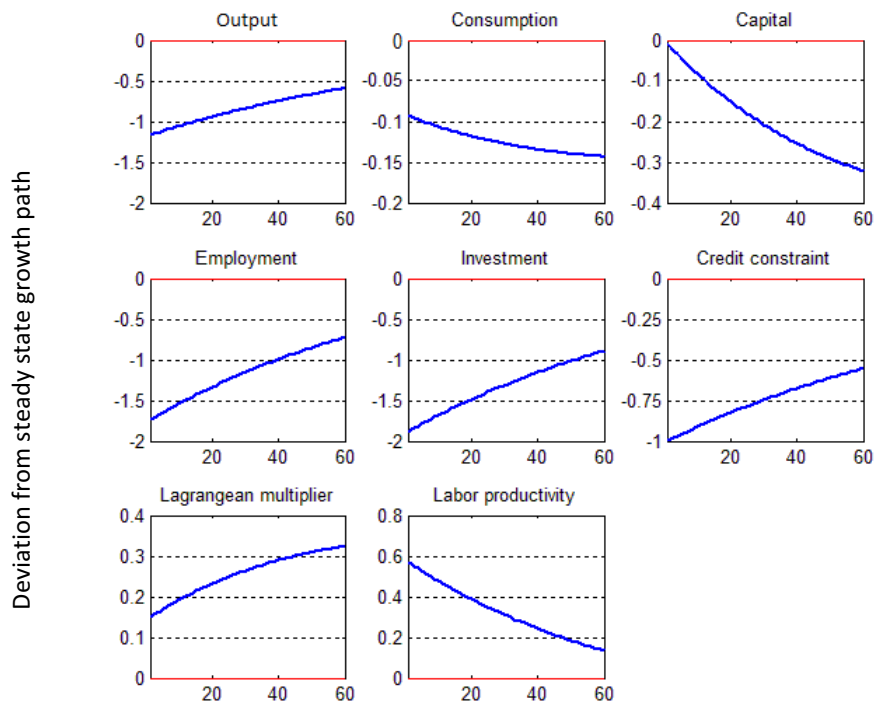 Deviation from steady state growth path
Output
0
-0.5
-1
-1.5
-2
20 40 60
Consumption
0
-0.05
-0.1
-0.15
-0.2
20 40 60
Capital
0
-0.1
-0.2
-0.3
-0.4
20 40 60
Employment
0
-0.5
-1
-1.5
-2
20 40 60
Investment
0
-0.5
-1
-1.5
-2
20 40 60
Credit constraint
0
-0.25
-0.5
-0.75
-1
20 40 60
Lagrangean multiplier
0.4
0.3
0.2
0.1
0
20 40 60
Labor productivity
0.8
0.6
0.4
0.2
0
20 40 60